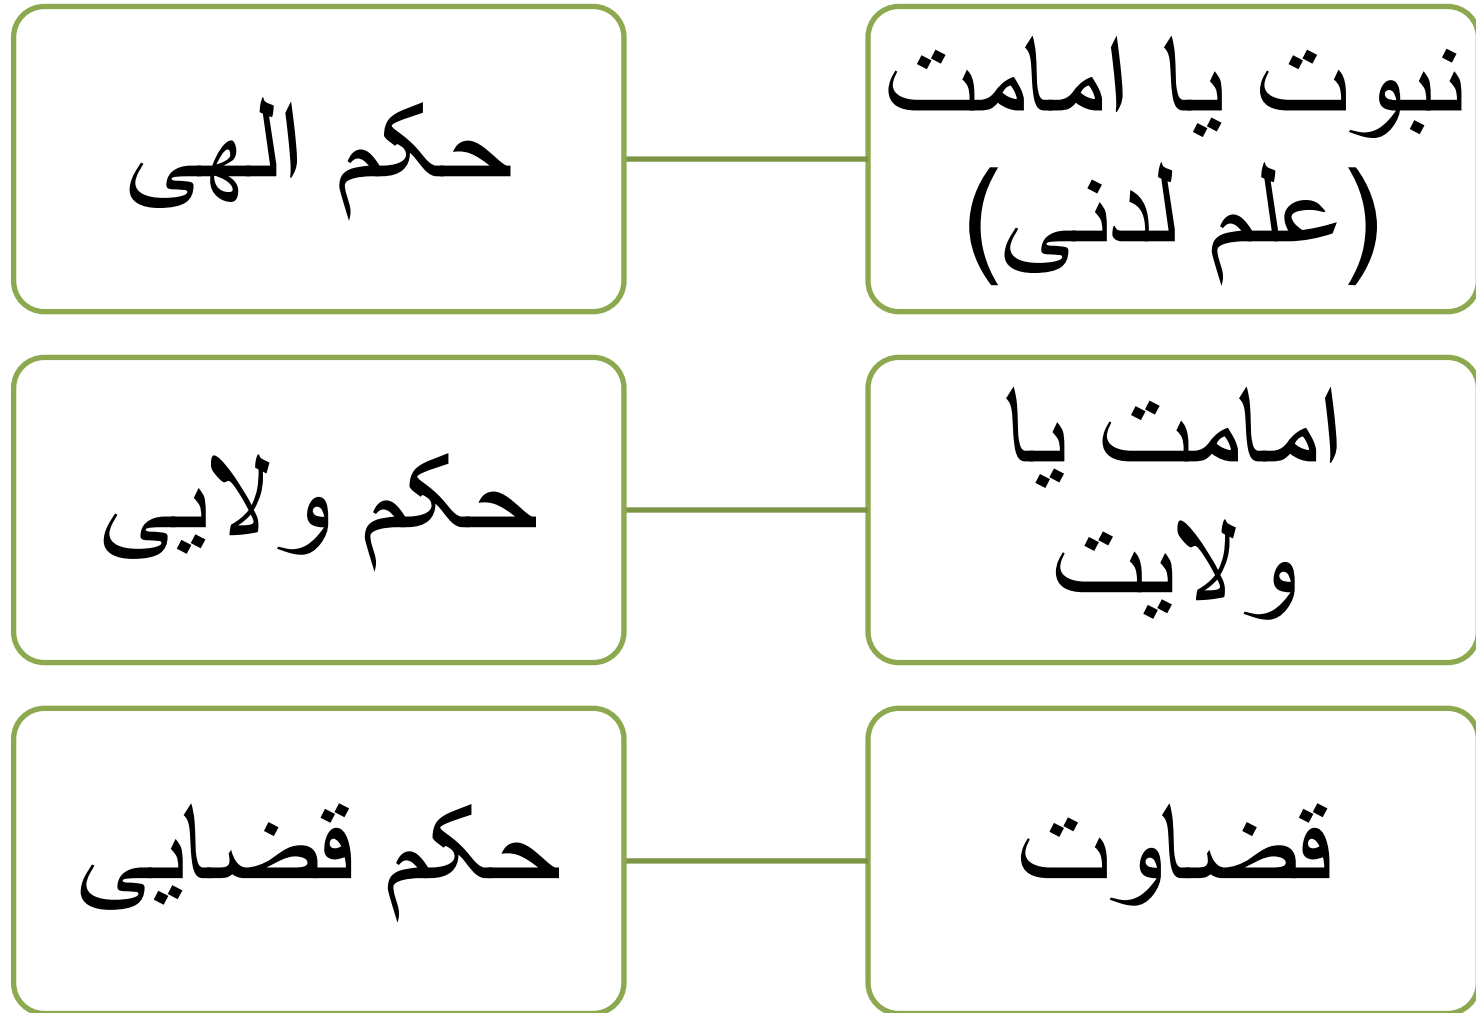 نبوت یا امامت
(علم لدنی)
حکم الهی
امامت یا
ولایت
حکم ولایی
قضاوت
حکم قضایی